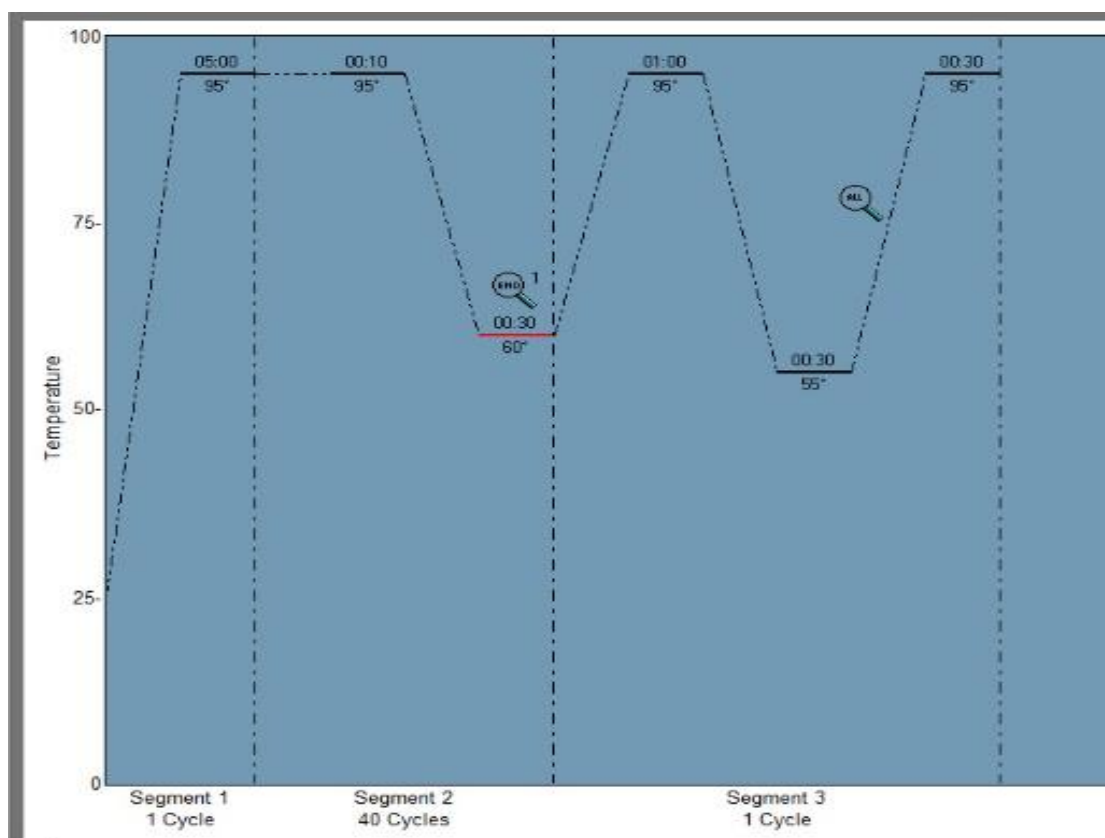 100
05:00
95°
00:10
95°
01:00
95°
00:30
95°
ALL
75-
END
1
00:30
60°
00:30
55°
50-
Temperature
25-
0
Segment 1
1 Cycle
Segment 2
40 Cycles
Segment 3
1 Cycle